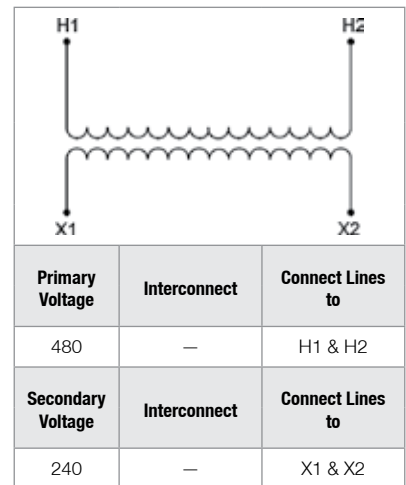 H1 H2
X1 X2
Primary Voltage Interconnect Connect Lines to
480 — H1 & H2
Secondary Voltage Interconnect Connect Lines to
240 — X1 & X2